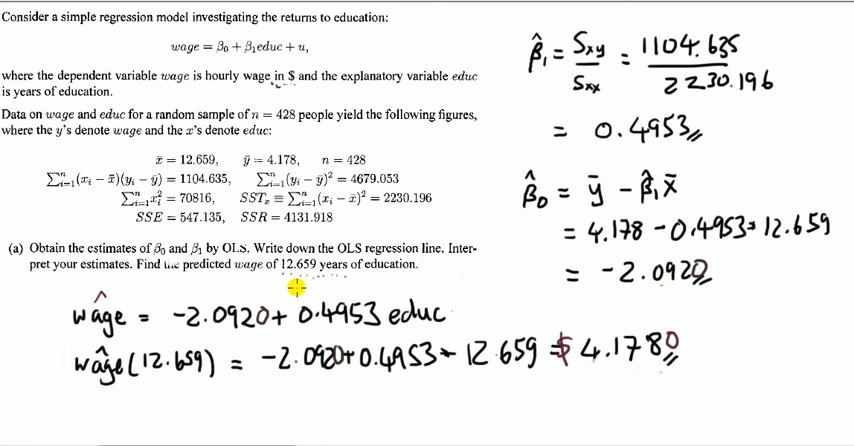 Consider a simple regression model investigating the returns to education:
wage = β₀ + β₁educ + u,
where the dependent variable wage is hourly wage in $ and the explanatory variable educ
is years of education.
Data on wage and educ for a random sample of n = 428 people yield the following figures,
where the y's denote wage and the x's denote educ:
x̄ = 12.659, ȳ = 4.178, n = 428
∑ⁿᵢ₌₁(xᵢ − x̄)(yᵢ − ȳ) = 1104.635, ∑ⁿᵢ₌₁(yᵢ − ȳ)² = 4679.053
∑ⁿᵢ₌₁xᵢ² = 70816, SSTₓ ≡ ∑ⁿᵢ₌₁(xᵢ − x̄)² = 2230.196
SSE = 547.135, SSR = 4131.918
(a) Obtain the estimates of β₀ and β₁ by OLS. Write down the OLS regression line. Inter-
pret your estimates. Find the predicted wage of 12.659 years of education.
β̂₁ = Sxy/Sxx = 1104.635/2230.196
= 0.4953
β̂₀ = ȳ − β̂₁x̄
= 4.178 − 0.4953 * 12.659
= −2.0920
wâge = −2.0920 + 0.4953 educ
wâge(12.659) = −2.0920 + 0.4953 * 12.659 = $4.1780